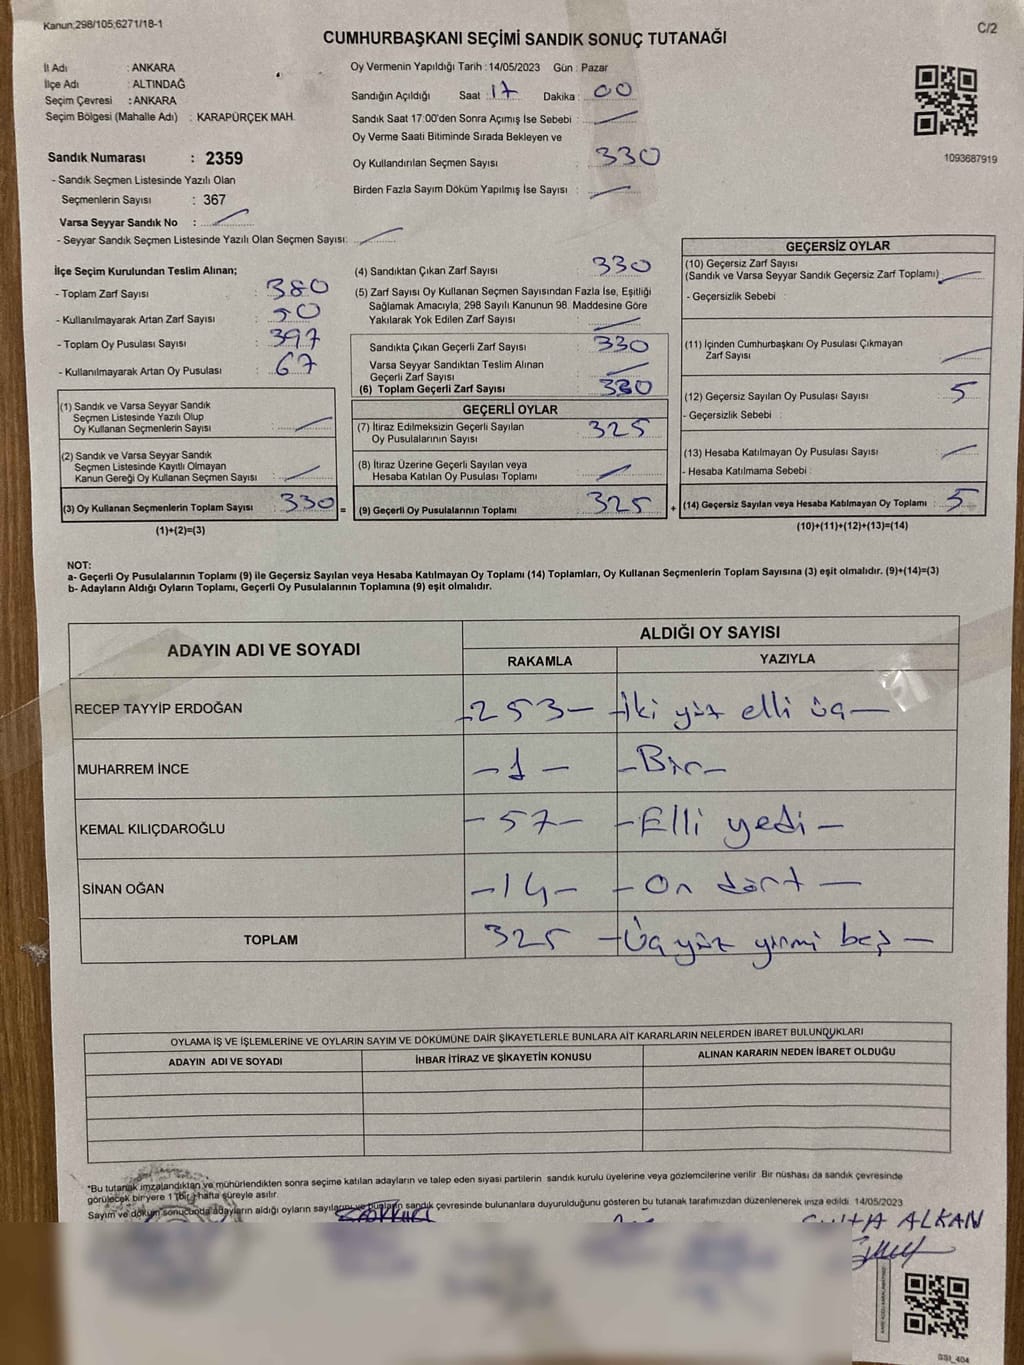 Kanun;298/105;6271/18-1
C/2
CUMHURBAŞKANI SEÇİMİ SANDIK SONUÇ TUTANAĞI
İl Adı : ANKARA
İlçe Adı : ALTINDAĞ
Seçim Çevresi : ANKARA
Seçim Bölgesi (Mahalle Adı) : KARAPÜRÇEK MAH.
Oy Vermenin Yapıldığı Tarih : 14/05/2023 Gün : Pazar
Sandığın Açıldığı Saat : 17 Dakika : 00
Sandık Saat 17:00'den Sonra Açımış İse Sebebi :
Oy Verme Saati Bitiminde Sırada Bekleyen ve
Oy Kullandırılan Seçmen Sayısı : 330
Birden Fazla Sayım Döküm Yapılmış İse Sayısı :
1093687919
Sandık Numarası : 2359
- Sandık Seçmen Listesinde Yazılı Olan
Seçmenlerin Sayısı : 367
Varsa Seyyar Sandık No :
- Seyyar Sandık Seçmen Listesinde Yazılı Olan Seçmen Sayısı:
İlçe Seçim Kurulundan Teslim Alınan;
- Toplam Zarf Sayısı : 380
- Kullanılmayarak Artan Zarf Sayısı : 50
- Toplam Oy Pusulası Sayısı : 397
- Kullanılmayarak Artan Oy Pusulası : 67
(1) Sandık ve Varsa Seyyar Sandık
Seçmen Listesinde Yazılı Olup
Oy Kullanan Seçmenlerin Sayısı :
(2) Sandık ve Varsa Seyyar Sandık
Seçmen Listesinde Kayıtlı Olmayan
Kanun Gereği Oy Kullanan Seçmen Sayısı :
(3) Oy Kullanan Seçmenlerin Toplam Sayısı : 330 =
(1)+(2)=(3)
(4) Sandıktan Çıkan Zarf Sayısı : 330
(5) Zarf Sayısı Oy Kullanan Seçmen Sayısından Fazla İse, Eşitliği
Sağlamak Amacıyla; 298 Sayılı Kanunun 98. Maddesine Göre
Yakılarak Yok Edilen Zarf Sayısı :
Sandıkta Çıkan Geçerli Zarf Sayısı : 330
Varsa Seyyar Sandıktan Teslim Alınan
Geçerli Zarf Sayısı :
(6) Toplam Geçerli Zarf Sayısı : 330
GEÇERLİ OYLAR
(7) İtiraz Edilmeksizin Geçerli Sayılan
Oy Pusulalarının Sayısı : 325
(8) İtiraz Üzerine Geçerli Sayılan veya
Hesaba Katılan Oy Pusulası Toplamı :
(9) Geçerli Oy Pusulalarının Toplamı : 325 +
GEÇERSİZ OYLAR
(10) Geçersiz Zarf Sayısı
(Sandık ve Varsa Seyyar Sandık Geçersiz Zarf Toplamı):
- Geçersizlik Sebebi :
(11) İçinden Cumhurbaşkanı Oy Pusulası Çıkmayan
Zarf Sayısı :
(12) Geçersiz Sayılan Oy Pusulası Sayısı : 5
- Geçersizlik Sebebi :
(13) Hesaba Katılmayan Oy Pusulası Sayısı :
- Hesaba Katılmama Sebebi :
(14) Geçersiz Sayılan veya Hesaba Katılmayan Oy Toplamı : 5
(10)+(11)+(12)+(13)=(14)
NOT:
a- Geçerli Oy Pusulalarının Toplamı (9) ile Geçersiz Sayılan veya Hesaba Katılmayan Oy Toplamı (14) Toplamları, Oy Kullanan Seçmenlerin Toplam Sayısına (3) eşit olmalıdır. (9)+(14)=(3)
b- Adayların Aldığı Oyların Toplamı, Geçerli Oy Pusulalarının Toplamına (9) eşit olmalıdır.
ADAYIN ADI VE SOYADI ALDIĞI OY SAYISI
RAKAMLA YAZIYLA
RECEP TAYYİP ERDOĞAN -253- -İki yüz elli üç-
MUHARREM İNCE -1- -Bir-
KEMAL KILIÇDAROĞLU -57- -Elli yedi-
SİNAN OĞAN -14- -On dört-
TOPLAM 325 -Üç yüz yirmi beş-
OYLAMA İŞ VE İŞLEMLERİNE VE OYLARIN SAYIM VE DÖKÜMÜNE DAİR ŞİKAYETLERLE BUNLARA AİT KARARLARIN NELERDEN İBARET BULUNDUKLARI
ADAYIN ADI VE SOYADI İHBAR İTİRAZ VE ŞİKAYETİN KONUSU ALINAN KARARIN NEDEN İBARET OLDUĞU
"Bu tutanak imzalandıktan ve mühürlendikten sonra seçime katılan adayların ve talep eden siyasi partilerin sandık kurulu üyelerine veya gözlemcilerine verilir. Bir nüshası da sandık çevresinde
görülecek bir yere 1 (bir) hafta süreyle asılır.
Sayım ve döküm sonucunda adayların aldığı oyların sayılarını ve bunların sandık çevresinde bulunanlara duyurulduğunu gösteren bu tutanak tarafımızdan düzenlenerek imza edildi. 14/05/2023
ALKAN